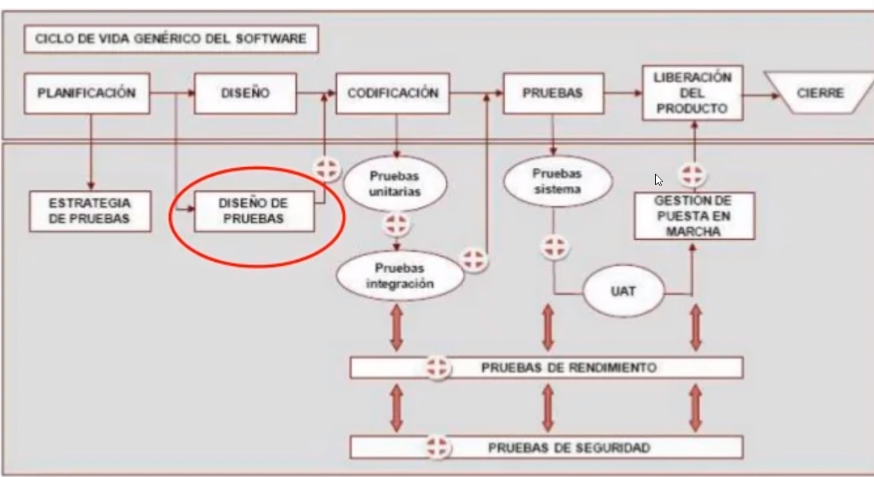 CICLO DE VIDA GENÉRICO DEL SOFTWARE
PLANIFICACIÓN
DISEÑO
CODIFICACIÓN
PRUEBAS
LIBERACIÓN
DEL
PRODUCTO
CIERRE
ESTRATEGIA
DE PRUEBAS
DISEÑO DE
PRUEBAS
Pruebas
unitarias
Pruebas
sistema
GESTIÓN DE
PUESTA EN
MARCHA
Pruebas
integración
UAT
PRUEBAS DE RENDIMIENTO
PRUEBAS DE SEGURIDAD